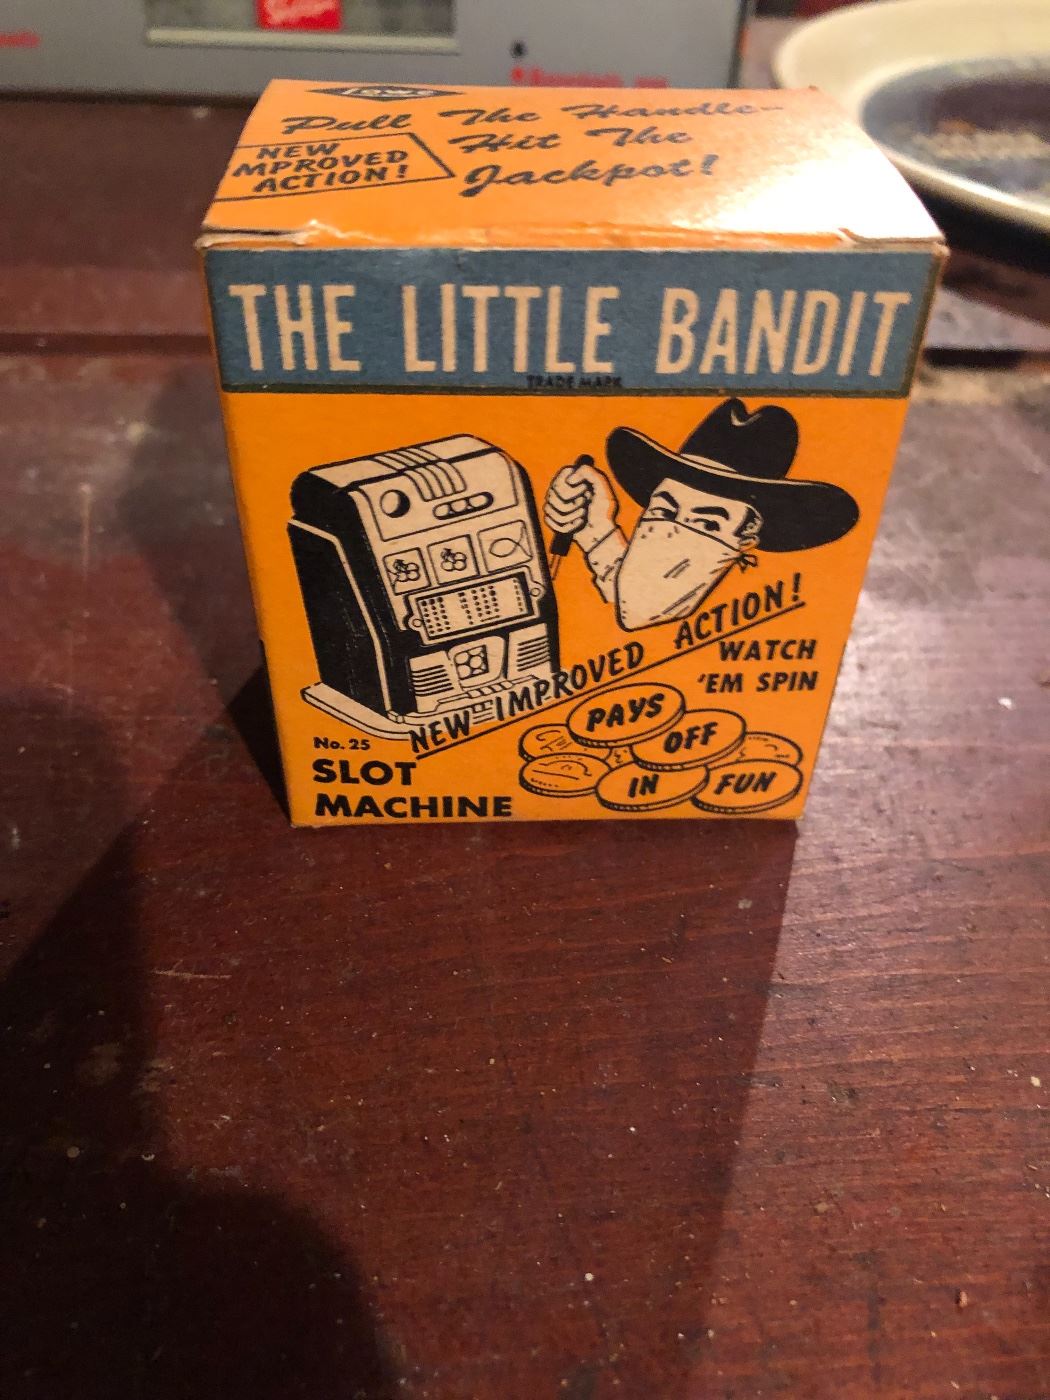 Lowe
Pull The Handle-
Hit The
Jackpot!
NEW
MPROVED
ACTION!
THE LITTLE BANDIT
TRADE MARK
NEW IMPROVED ACTION!
WATCH
'EM SPIN
PAYS
OFF
IN
FUN
No. 25
SLOT
MACHINE